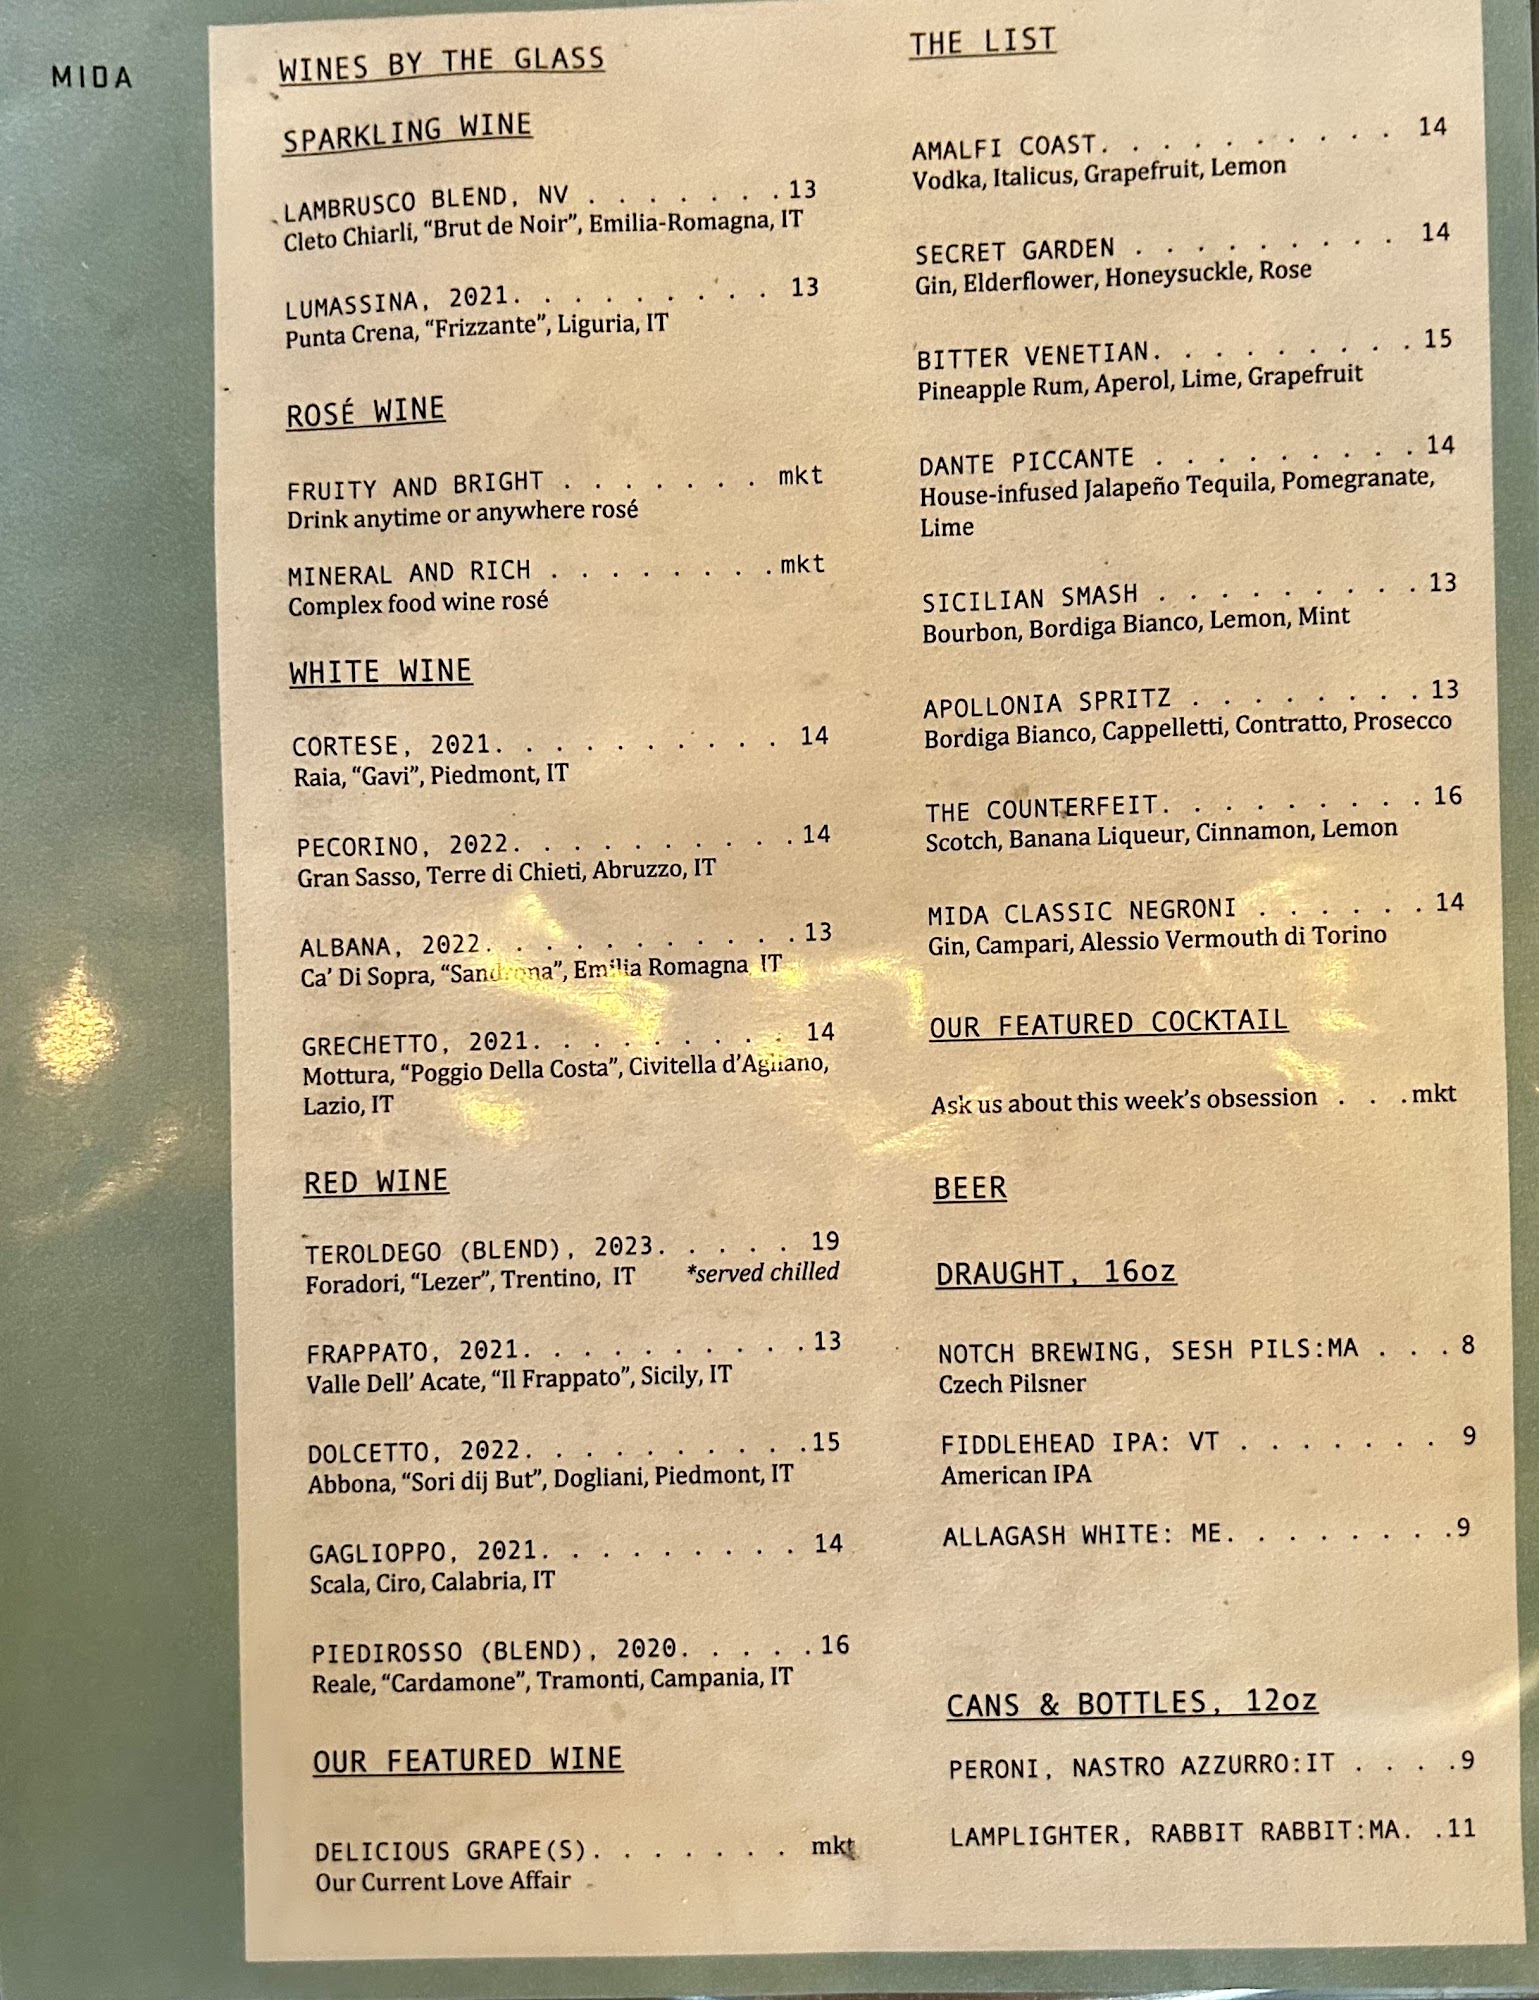 MIDA
WINES BY THE GLASS
SPARKLING WINE
LAMBRUSCO BLEND, NV . . . . . . . 13
Cleto Chiarli, “Brut de Noir”, Emilia-Romagna, IT
LUMASSINA, 2021. . . . . . . . . 13
Punta Crena, “Frizzante”, Liguria, IT
ROSÉ WINE
FRUITY AND BRIGHT . . . . . . . mkt
Drink anytime or anywhere rosé
MINERAL AND RICH . . . . . . . . mkt
Complex food wine rosé
WHITE WINE
CORTESE, 2021. . . . . . . . . . 14
Raia, “Gavi”, Piedmont, IT
PECORINO, 2022. . . . . . . . . . 14
Gran Sasso, Terre di Chieti, Abruzzo, IT
ALBANA, 2022. . . . . . . . . . . 13
Ca’ Di Sopra, “Sandrona”, Emilia Romagna IT
GRECHETTO, 2021. . . . . . . . . 14
Mottura, “Poggio Della Costa”, Civitella d’Agliano,
Lazio, IT
RED WINE
TEROLDEGO (BLEND), 2023. . . . . 19
Foradori, “Lezer”, Trentino, IT *served chilled
FRAPPATO, 2021. . . . . . . . . . 13
Valle Dell’ Acate, “Il Frappato”, Sicily, IT
DOLCETTO, 2022. . . . . . . . . . 15
Abbona, “Sori dij But”, Dogliani, Piedmont, IT
GAGLIOPPO, 2021. . . . . . . . . 14
Scala, Ciro, Calabria, IT
PIEDIROSSO (BLEND), 2020. . . . . 16
Reale, “Cardamone”, Tramonti, Campania, IT
OUR FEATURED WINE
DELICIOUS GRAPE(S). . . . . . . mkt
Our Current Love Affair
THE LIST
AMALFI COAST. . . . . . . . . . 14
Vodka, Italicus, Grapefruit, Lemon
SECRET GARDEN . . . . . . . . . 14
Gin, Elderflower, Honeysuckle, Rose
BITTER VENETIAN. . . . . . . . . 15
Pineapple Rum, Aperol, Lime, Grapefruit
DANTE PICCANTE . . . . . . . . . 14
House-infused Jalapeño Tequila, Pomegranate,
Lime
SICILIAN SMASH . . . . . . . . . 13
Bourbon, Bordiga Bianco, Lemon, Mint
APOLLONIA SPRITZ . . . . . . . . 13
Bordiga Bianco, Cappelletti, Contratto, Prosecco
THE COUNTERFEIT. . . . . . . . . 16
Scotch, Banana Liqueur, Cinnamon, Lemon
MIDA CLASSIC NEGRONI . . . . . . 14
Gin, Campari, Alessio Vermouth di Torino
OUR FEATURED COCKTAIL
Ask us about this week’s obsession . . . mkt
BEER
DRAUGHT, 16oz
NOTCH BREWING, SESH PILS:MA . . . 8
Czech Pilsner
FIDDLEHEAD IPA: VT . . . . . . . 9
American IPA
ALLAGASH WHITE: ME. . . . . . . . 9
CANS & BOTTLES, 12oz
PERONI, NASTRO AZZURRO:IT . . . . 9
LAMPLIGHTER, RABBIT RABBIT:MA. . 11